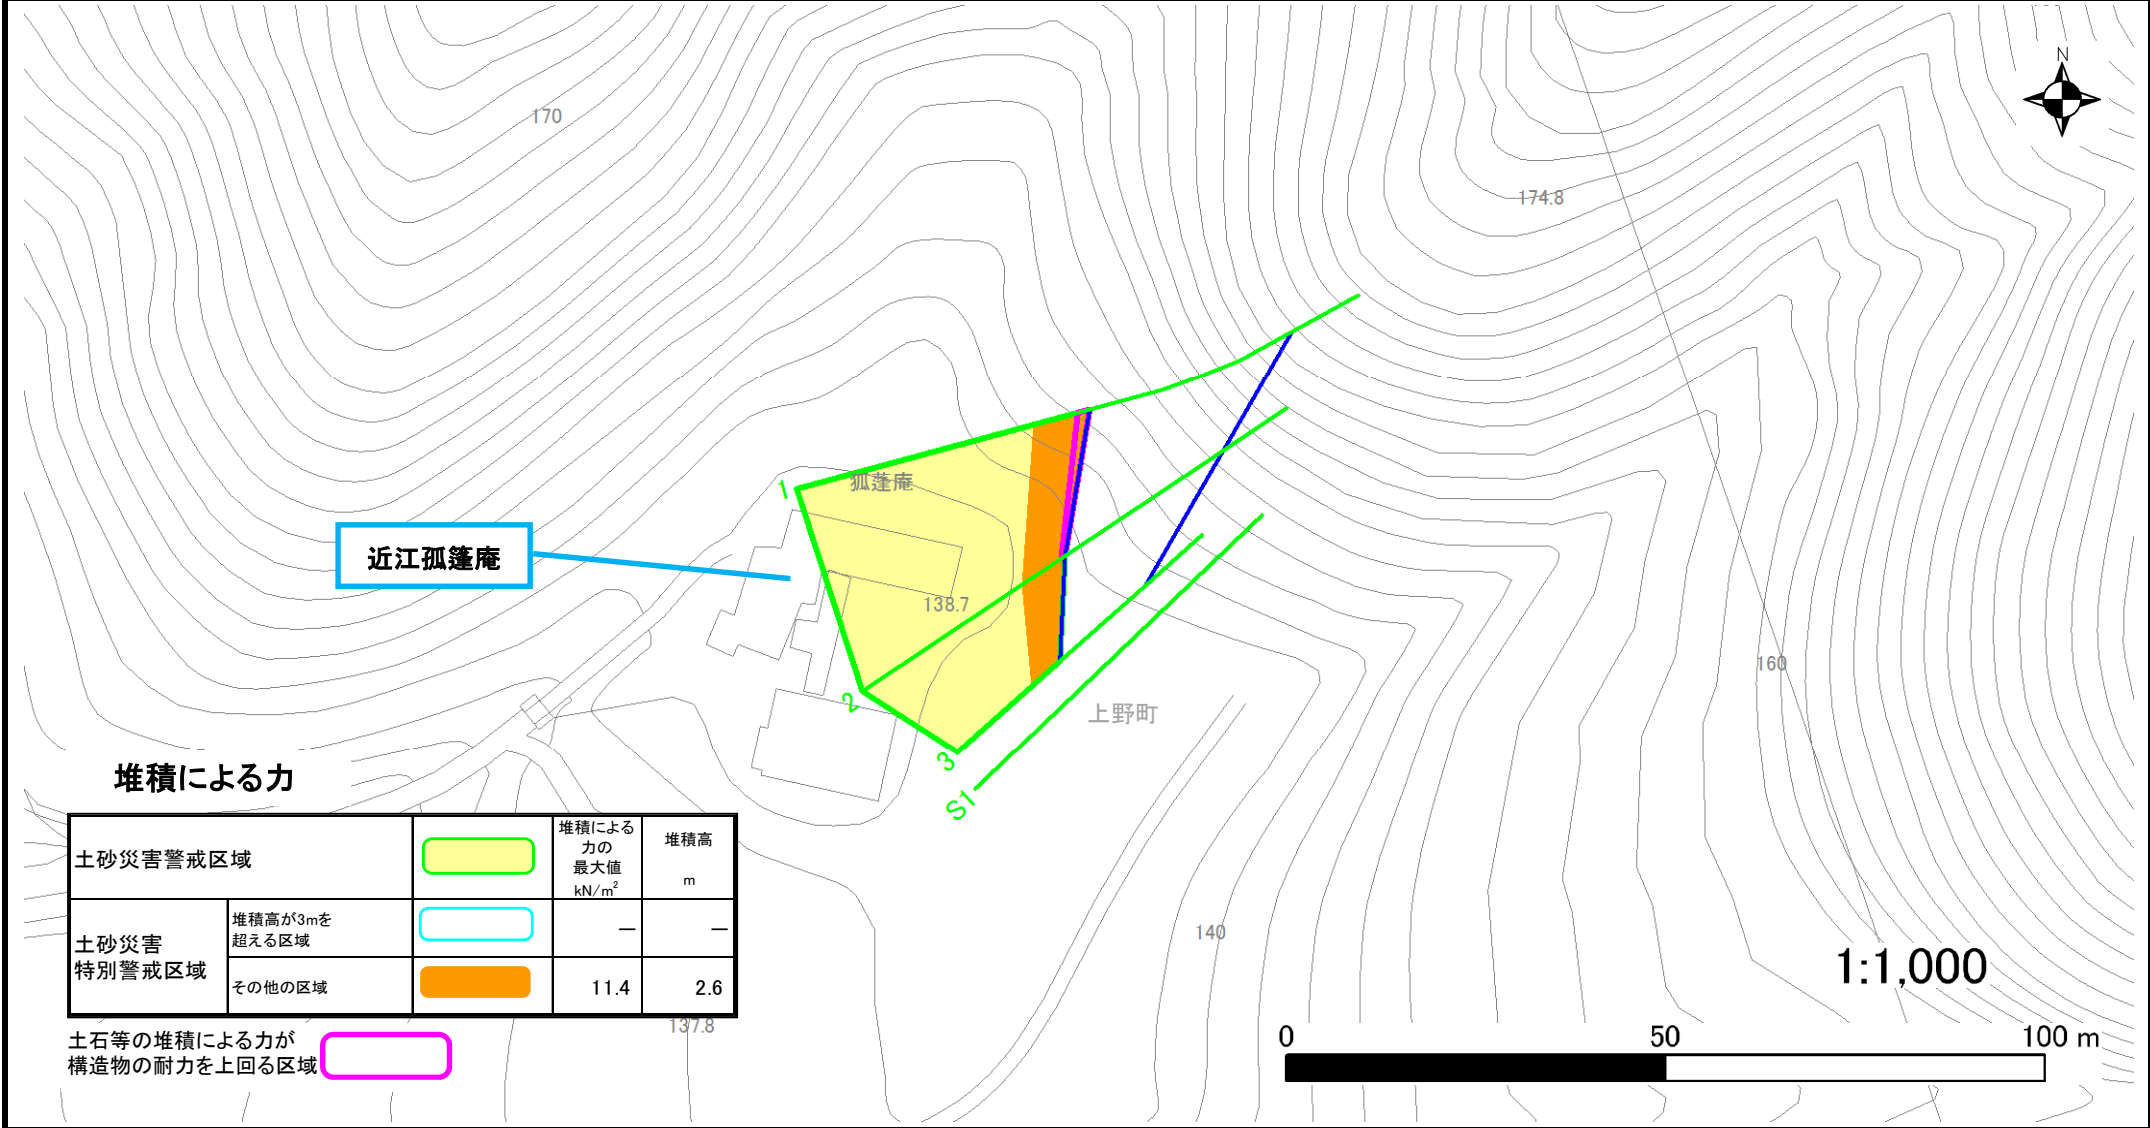 N
170
174.8
狐蓬庵
1
近江孤篷庵
138.7
160
2
上野町
3
S1
堆積による力
土砂災害警戒区域
堆積による
力の
最大値
kN/m²
堆積高
m
土砂災害
特別警戒区域
堆積高が3mを
超える区域
—
—
その他の区域
11.4
2.6
140
1:1,000
137.8
土石等の堆積による力が
構造物の耐力を上回る区域
0
50
100 m